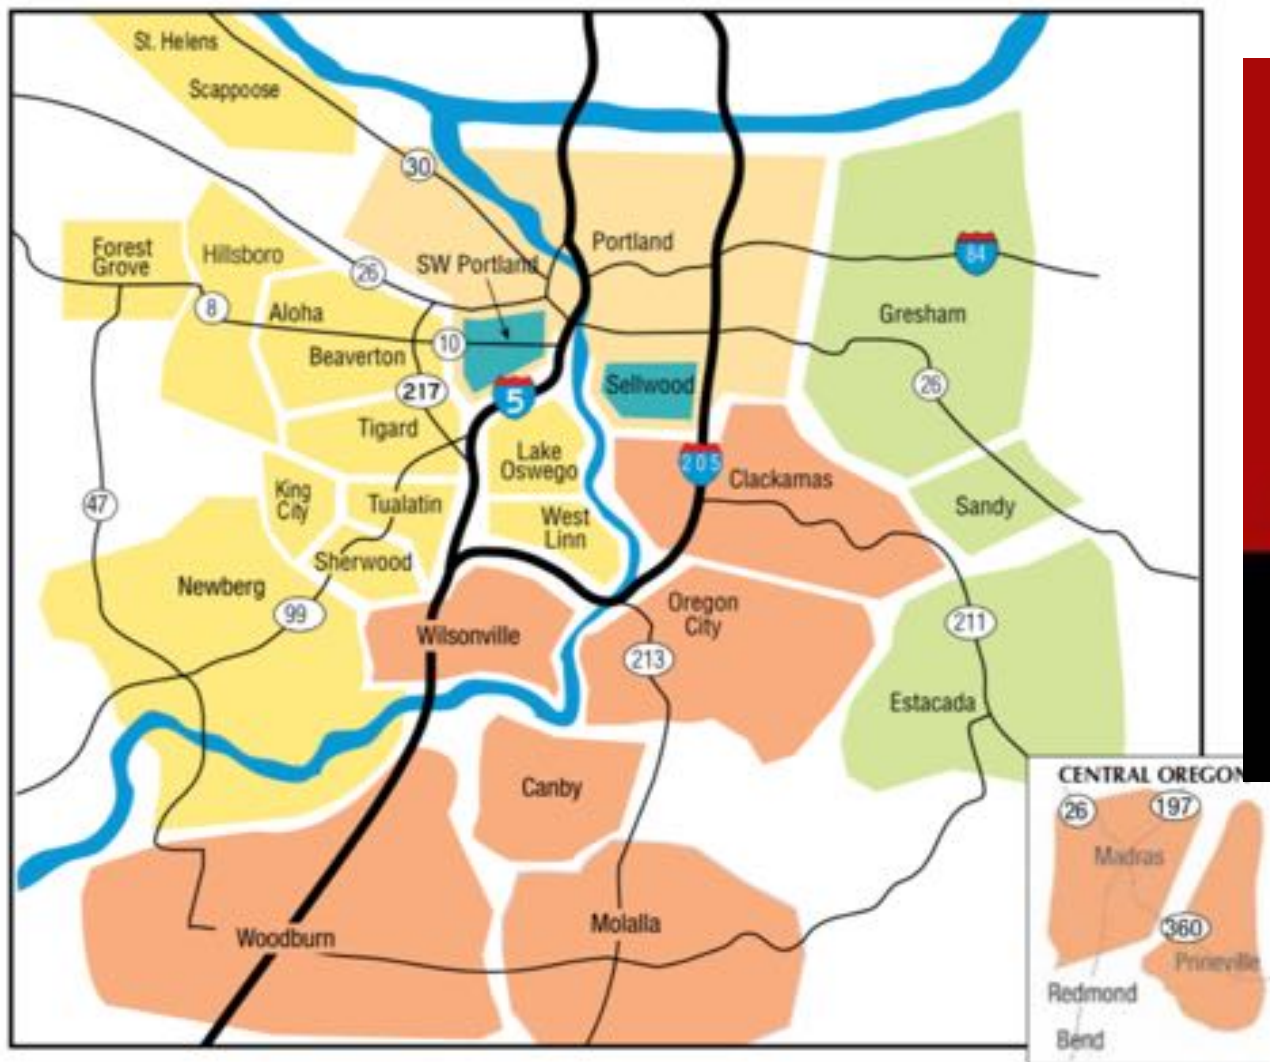 St. Helens
Scappoose
30
Portland
Forest
Grove
Hillsboro
SW Portland
84
26
8
Aloha
Gresham
10
Beaverton
217
5
Sellwood
26
Tigard
Lake
Oswego
205
Clackamas
King
City
Tualatin
47
Sandy
West
Linn
Sherwood
Newberg
99
Oregon
City
211
Wilsonville
213
Estacada
Canby
CENTRAL OREGON
26
197
Madras
Molalla
360
Woodburn
Prineville
Redmond
Bend